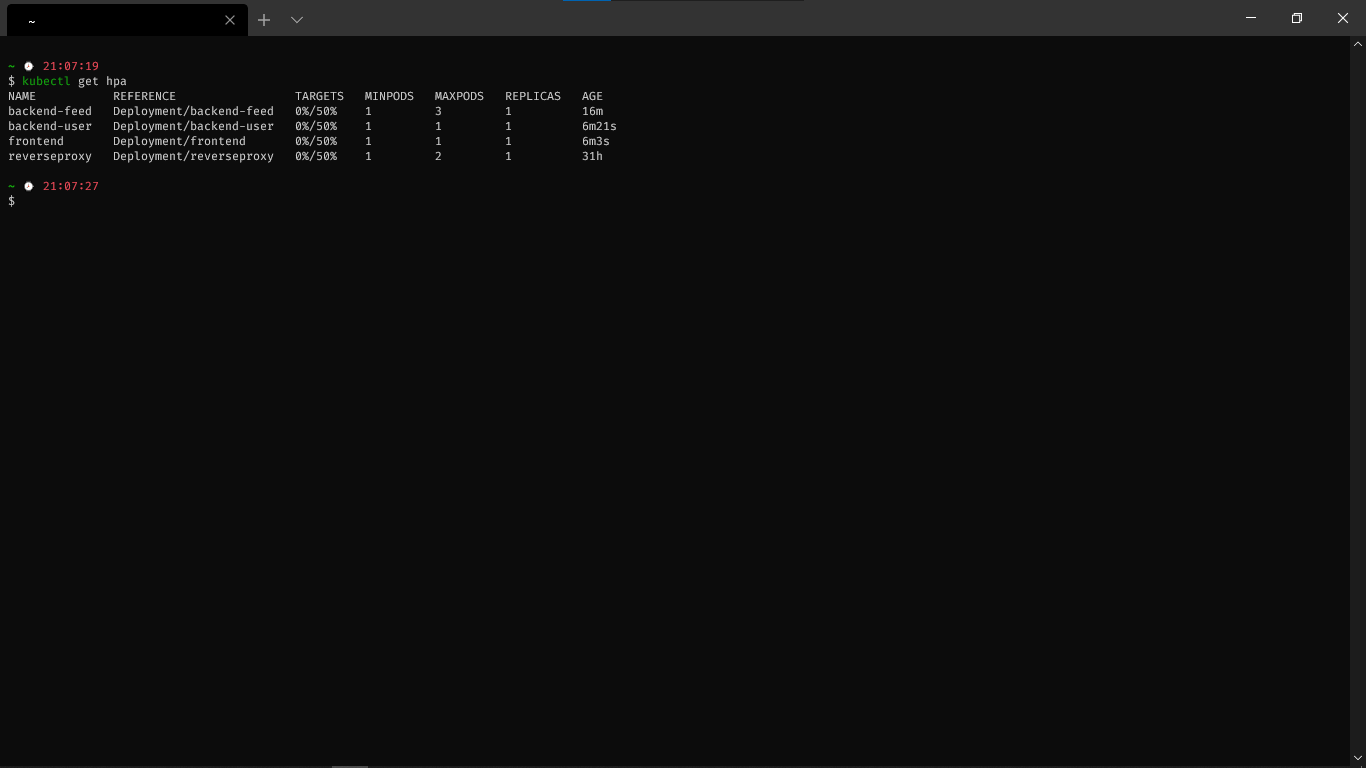 ~
~ 21:07:19
$ kubectl get hpa
NAME           REFERENCE                 TARGETS   MINPODS   MAXPODS   REPLICAS   AGE
backend-feed   Deployment/backend-feed   0%/50%    1         3         1          16m
backend-user   Deployment/backend-user   0%/50%    1         1         1          6m21s
frontend       Deployment/frontend       0%/50%    1         1         1          6m3s
reverseproxy   Deployment/reverseproxy   0%/50%    1         2         1          31h
~ 21:07:27
$